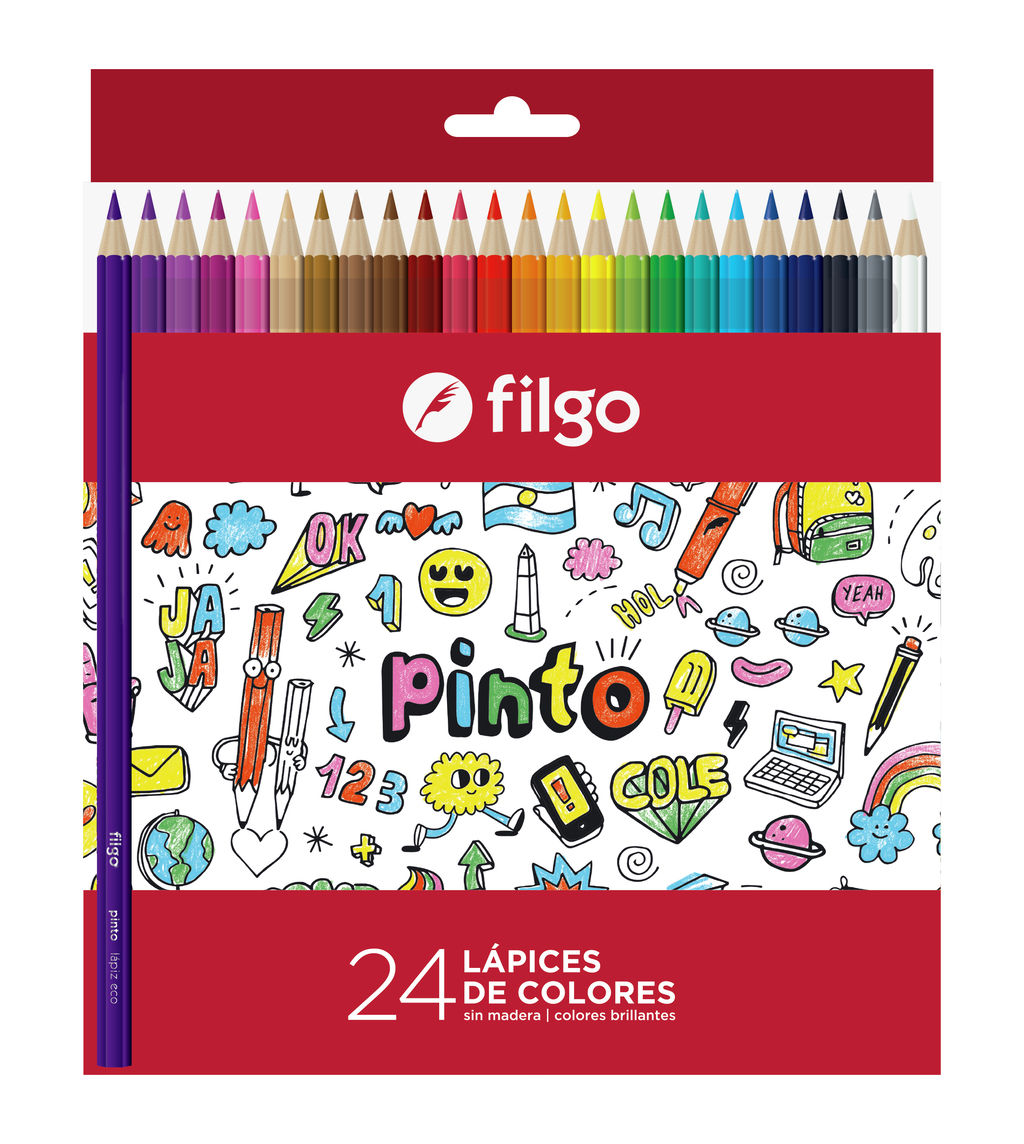 filgo
OK
JA
JA
1
HOLA
YEAH
pinto
123
!
COLE
filgo pinto lápiz eco
24 LÁPICES
DE COLORES
sin madera | colores brillantes